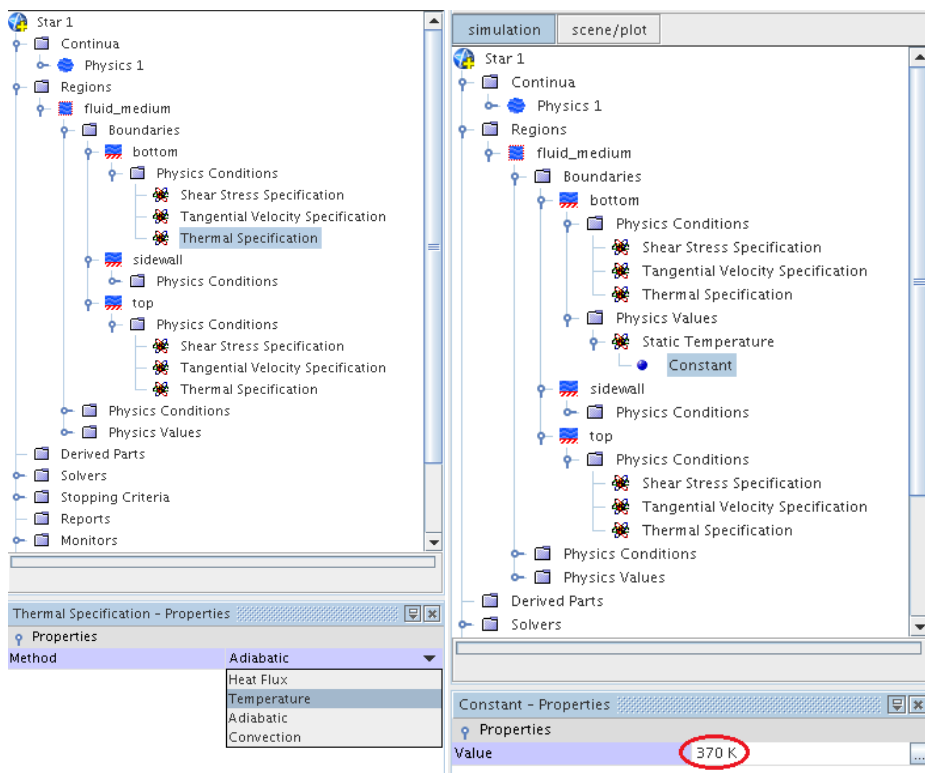 Star 1
Continua
Physics 1
Regions
fluid_medium
Boundaries
bottom
Physics Conditions
Shear Stress Specification
Tangential Velocity Specification
Thermal Specification
sidewall
Physics Conditions
top
Physics Conditions
Shear Stress Specification
Tangential Velocity Specification
Thermal Specification
Physics Conditions
Physics Values
Derived Parts
Solvers
Stopping Criteria
Reports
Monitors
Thermal Specification - Properties
Properties
Method Adiabatic
Heat Flux
Temperature
Adiabatic
Convection
simulation scene/plot
Star 1
Continua
Physics 1
Regions
fluid_medium
Boundaries
bottom
Physics Conditions
Shear Stress Specification
Tangential Velocity Specification
Thermal Specification
Physics Values
Static Temperature
Constant
sidewall
Physics Conditions
top
Physics Conditions
Shear Stress Specification
Tangential Velocity Specification
Thermal Specification
Physics Conditions
Physics Values
Derived Parts
Solvers
Constant - Properties
Properties
Value 370 K ...